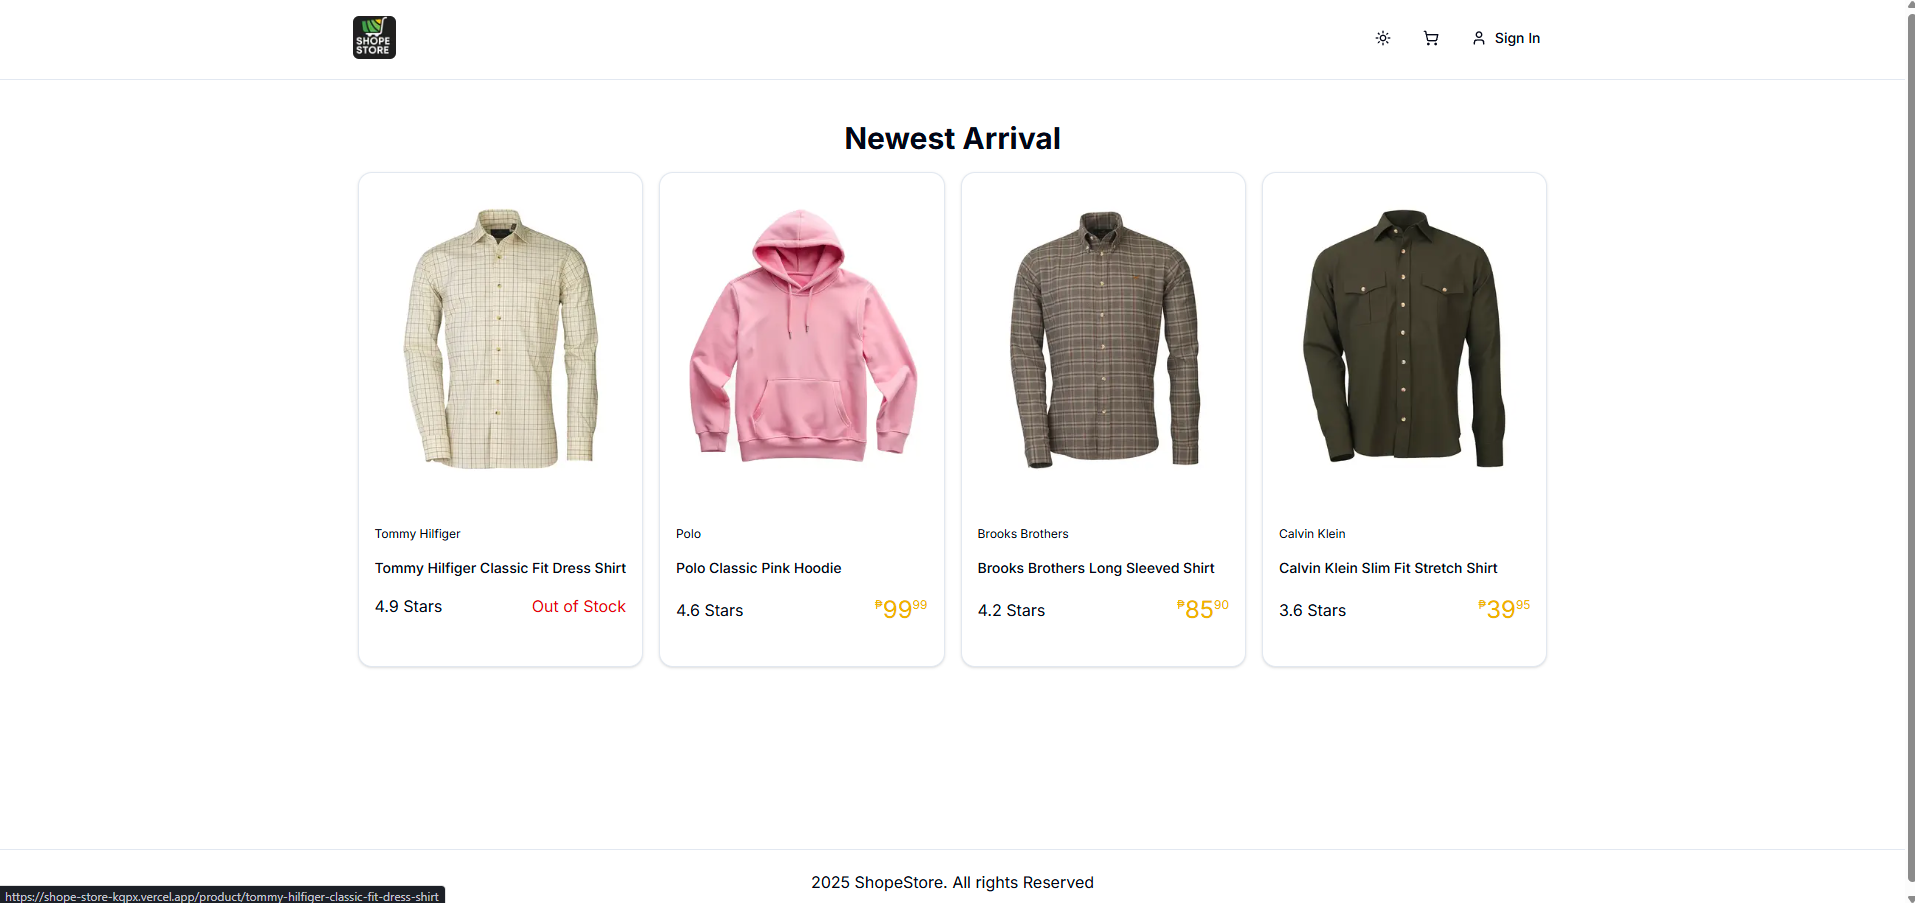 SHOPE
STORE
Sign In
Newest Arrival
Tommy Hilfiger
Tommy Hilfiger Classic Fit Dress Shirt
4.9 Stars
Out of Stock
Polo
Polo Classic Pink Hoodie
4.6 Stars
₱99 99
Brooks Brothers
Brooks Brothers Long Sleeved Shirt
4.2 Stars
₱85 90
Calvin Klein
Calvin Klein Slim Fit Stretch Shirt
3.6 Stars
₱39 95
2025 ShopeStore. All rights Reserved
https://shope-store-kqpx.vercel.app/product/tommy-hilfiger-classic-fit-dress-shirt